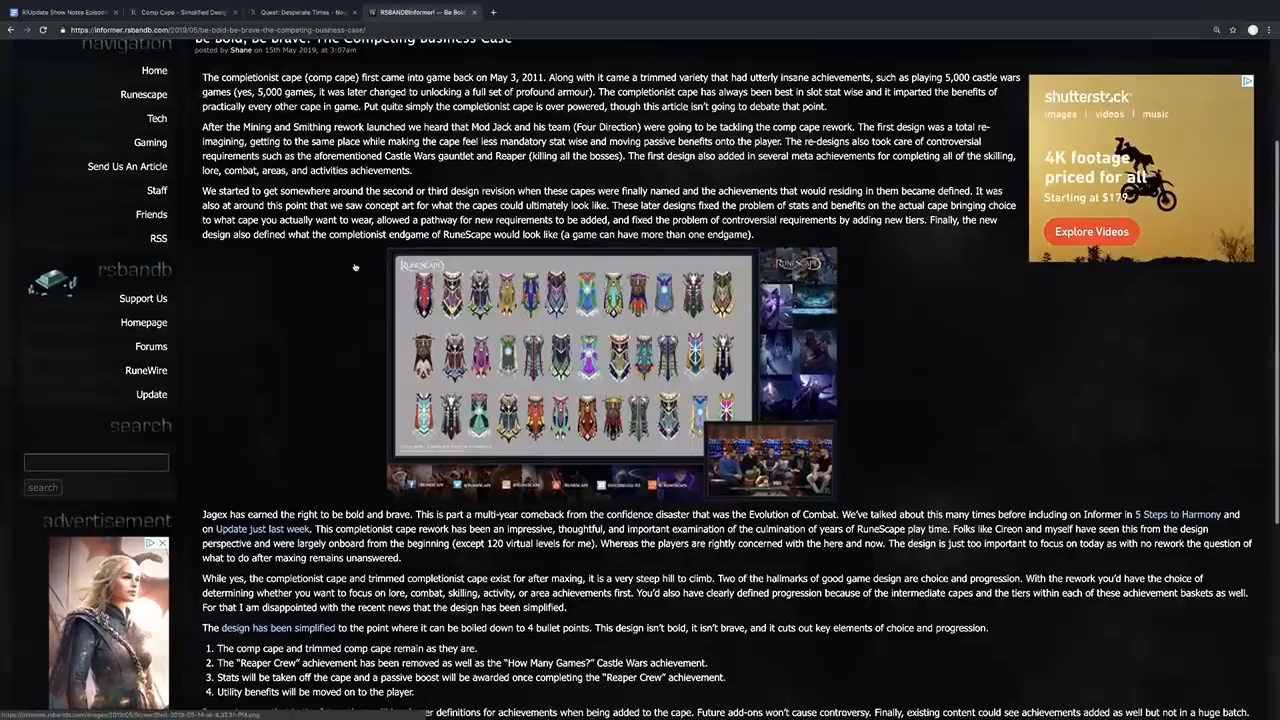 RIUpdate Show Notes Episode
Comp Cape - Simplified Design
Quest: Desperate Times - New
RSBANDBInformer! — Be Bold
https://informer.rsbandb.com/2019/05/be-bold-be-brave-the-competing-business-case/
navigation
Home
Runescape
Tech
Gaming
Send Us An Article
Staff
Friends
RSS
rsbandb
Support Us
Homepage
Forums
RuneWire
Update
search
search
advertisement
Be Bold, Be Brave: The Competing Business Case
posted by Shane on 15th May 2019, at 3:07am
The completionist cape (comp cape) first came into game back on May 3, 2011. Along with it came a trimmed variety that had utterly insane achievements, such as playing 5,000 castle wars
games (yes, 5,000 games, it was later changed to unlocking a full set of profound armour). The completionist cape has always been best in slot stat wise and it imparted the benefits of
practically every other cape in game. Put quite simply the completionist cape is over powered, though this article isn't going to debate that point.
After the Mining and Smithing rework launched we heard that Mod Jack and his team (Four Direction) were going to be tackling the comp cape rework. The first design was a total re-
imagining, getting to the same place while making the cape feel less mandatory stat wise and moving passive benefits onto the player. The re-designs also took care of controversial
requirements such as the aforementioned Castle Wars gauntlet and Reaper (killing all the bosses). The first design also added in several meta achievements for completing all of the skilling,
lore, combat, areas, and activities achievements.
We started to get somewhere around the second or third design revision when these capes were finally named and the achievements that would residing in them became defined. It was
also at around this point that we saw concept art for what the capes could ultimately look like. These later designs fixed the problem of stats and benefits on the actual cape bringing choice
to what cape you actually want to wear, allowed a pathway for new requirements to be added, and fixed the problem of controversial requirements by adding new tiers. Finally, the new
design also defined what the completionist endgame of RuneScape would look like (a game can have more than one endgame).
RUNESCAPE
RUNESCAPE
/RUNESCAPE
@RUNESCAPE
/RUNESCAPE
Jagex has earned the right to be bold and brave. This is part a multi-year comeback from the confidence disaster that was the Evolution of Combat. We've talked about this many times before including on Informer in 5 Steps to Harmony and
on Update just last week. This completionist cape rework has been an impressive, thoughtful, and important examination of the culmination of years of RuneScape play time. Folks like Cireon and myself have seen this from the design
perspective and were largely onboard from the beginning (except 120 virtual levels for me). Whereas the players are rightly concerned with the here and now. The design is just too important to focus on today as with no rework the question of
what to do after maxing remains unanswered.
While yes, the completionist cape and trimmed completionist cape exist for after maxing, it is a very steep hill to climb. Two of the hallmarks of good game design are choice and progression. With the rework you'd have the choice of
determining whether you want to focus on lore, combat, skilling, activity, or area achievements first. You'd also have clearly defined progression because of the intermediate capes and the tiers within each of these achievement baskets as well.
For that I am disappointed with the recent news that the design has been simplified.
The design has been simplified to the point where it can be boiled down to 4 bullet points. This design isn't bold, it isn't brave, and it cuts out key elements of choice and progression.
1. The comp cape and trimmed comp cape remain as they are.
2. The "Reaper Crew" achievement has been removed as well as the "How Many Games?" Castle Wars achievement.
3. Stats will be taken off the cape and a passive boost will be awarded once completing the "Reaper Crew" achievement.
4. Utility benefits will be moved on to the player.
er definitions for achievements when being added to the cape. Future add-ons won't cause controversy. Finally, existing content could see achievements added as well but not in a huge batch.
shutterstock
images | videos | music
4K footage
priced for all
Starting at $179
Explore Videos